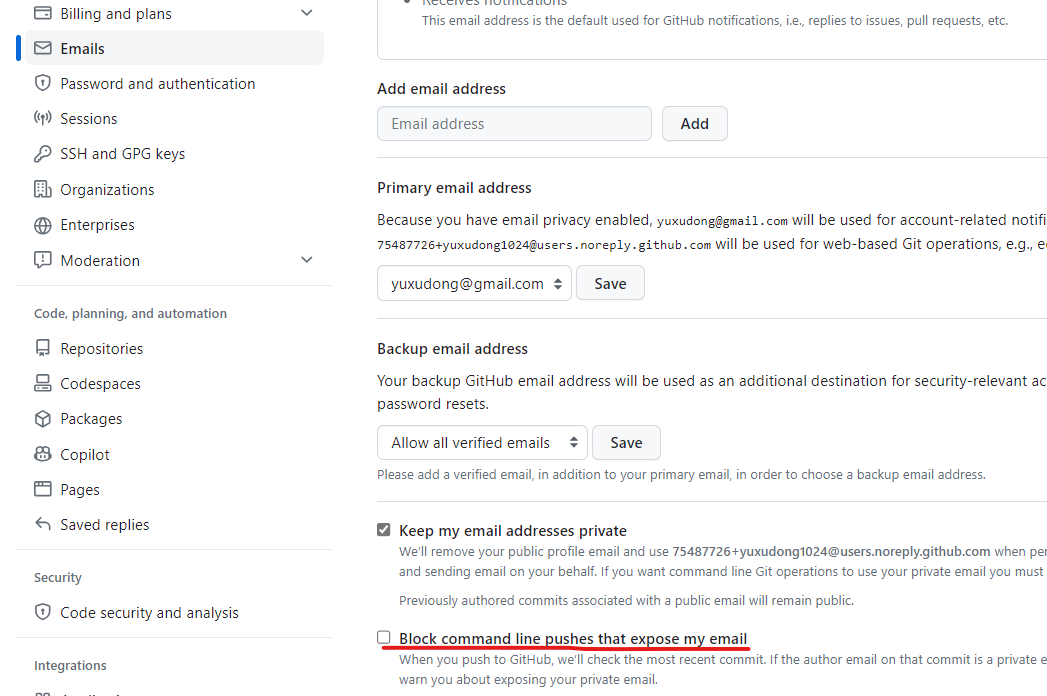 Billing and plans
Emails
Password and authentication
Sessions
SSH and GPG keys
Organizations
Enterprises
Moderation
Code, planning, and automation
Repositories
Codespaces
Packages
Copilot
Pages
Saved replies
Security
Code security and analysis
Integrations
Receives notifications
This email address is the default used for GitHub notifications, i.e., replies to issues, pull requests, etc.
Add email address
Email address
Add
Primary email address
Because you have email privacy enabled, yuxudong@gmail.com will be used for account-related notifi
75487726+yuxudong1024@users.noreply.github.com will be used for web-based Git operations, e.g., e
yuxudong@gmail.com
Save
Backup email address
Your backup GitHub email address will be used as an additional destination for security-relevant ac
password resets.
Allow all verified emails
Save
Please add a verified email, in addition to your primary email, in order to choose a backup email address.
Keep my email addresses private
We'll remove your public profile email and use 75487726+yuxudong1024@users.noreply.github.com when per
and sending email on your behalf. If you want command line Git operations to use your private email you must
Previously authored commits associated with a public email will remain public.
Block command line pushes that expose my email
When you push to GitHub, we'll check the most recent commit. If the author email on that commit is a private e
warn you about exposing your private email.